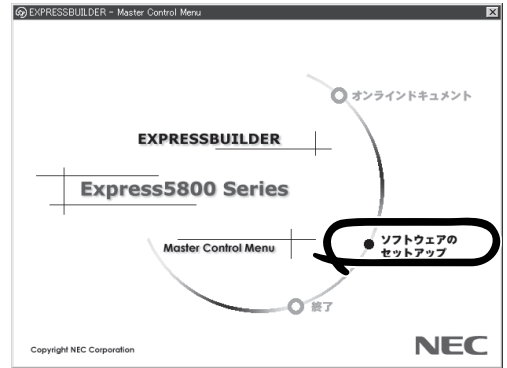 EXPRESSBUILDER - Master Control Menu
オンラインドキュメント
EXPRESSBUILDER
Express5800 Series
Master Control Menu
ソフトウェアの
セットアップ
終了
Copyright NEC Corporation
NEC